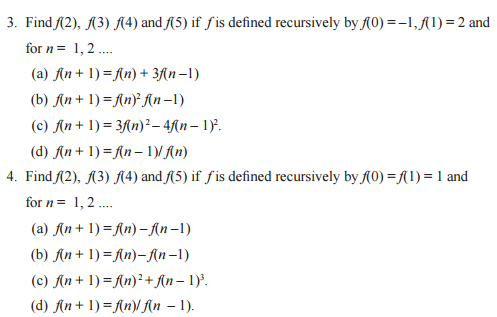 3. Find f(2), f(3) f(4) and f(5) if f is defined recursively by f(0) = –1, f(1) = 2 and
for n = 1, 2 ....
(a) f(n + 1) = f(n) + 3f(n –1)
(b) f(n + 1) = f(n)² f(n –1)
(c) f(n + 1) = 3f(n)² – 4f(n – 1)².
(d) f(n + 1) = f(n – 1)/ f(n)
4. Find f(2), f(3) f(4) and f(5) if f is defined recursively by f(0) = f(1) = 1 and
for n = 1, 2 ....
(a) f(n + 1) = f(n) – f(n –1)
(b) f(n + 1) = f(n)– f(n –1)
(c) f(n + 1) = f(n)² + f(n – 1)³.
(d) f(n + 1) = f(n)/ f(n – 1).